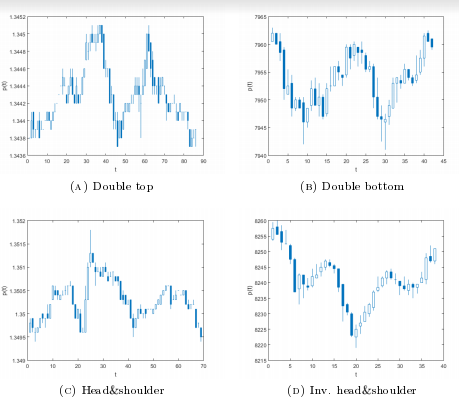 1.3452
1.345
1.3448
1.3446
1.3444
1.3442
1.344
1.3438
1.3436
p(t)
0 10 20 30 40 50 60 70 80 90
t
(A) Double top
7965
7960
7955
7950
7945
7940
p(t)
0 5 10 15 20 25 30 35 40 45
t
(B) Double bottom
1.352
1.3515
1.351
1.3505
1.35
1.3495
1.349
p(t)
0 10 20 30 40 50 60 70
t
(C) Head&shoulder
8260
8255
8250
8245
8240
8235
8230
8225
8220
8215
p(t)
0 5 10 15 20 25 30 35 40
t
(D) Inv. head&shoulder